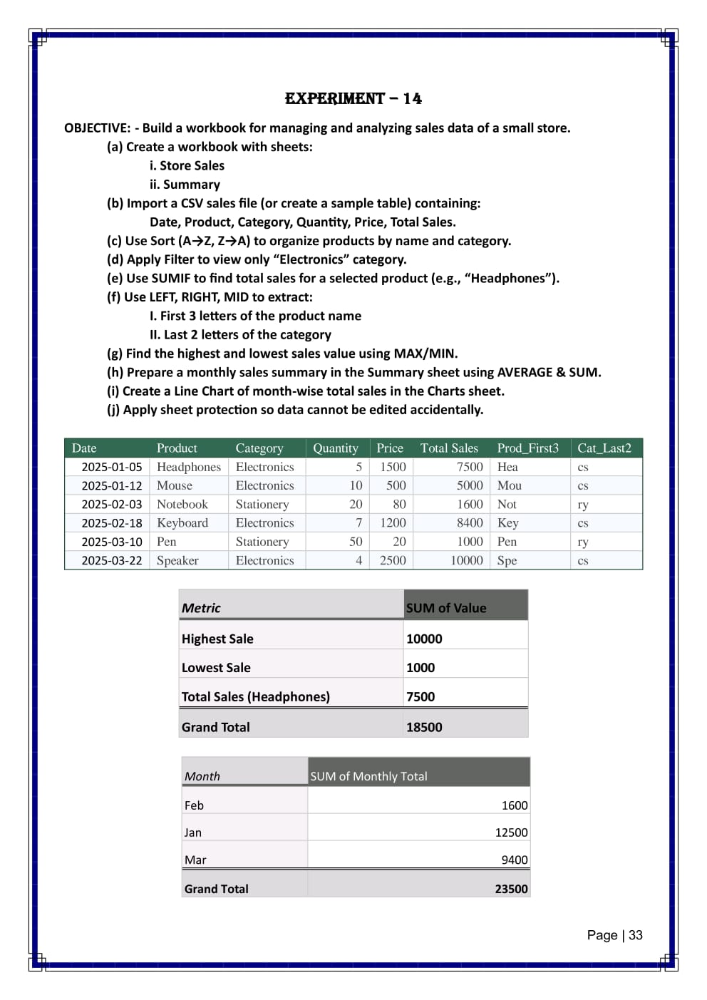 EXPERIMENT – 14
OBJECTIVE: - Build a workbook for managing and analyzing sales data of a small store.
(a) Create a workbook with sheets:
i. Store Sales
ii. Summary
(b) Import a CSV sales file (or create a sample table) containing:
Date, Product, Category, Quantity, Price, Total Sales.
(c) Use Sort (A→Z, Z→A) to organize products by name and category.
(d) Apply Filter to view only “Electronics” category.
(e) Use SUMIF to find total sales for a selected product (e.g., “Headphones”).
(f) Use LEFT, RIGHT, MID to extract:
I. First 3 letters of the product name
II. Last 2 letters of the category
(g) Find the highest and lowest sales value using MAX/MIN.
(h) Prepare a monthly sales summary in the Summary sheet using AVERAGE & SUM.
(i) Create a Line Chart of month-wise total sales in the Charts sheet.
(j) Apply sheet protection so data cannot be edited accidentally.
Date Product Category Quantity Price Total Sales Prod_First3 Cat_Last2
2025-01-05 Headphones Electronics 5 1500 7500 Hea cs
2025-01-12 Mouse Electronics 10 500 5000 Mou cs
2025-02-03 Notebook Stationery 20 80 1600 Not ry
2025-02-18 Keyboard Electronics 7 1200 8400 Key cs
2025-03-10 Pen Stationery 50 20 1000 Pen ry
2025-03-22 Speaker Electronics 4 2500 10000 Spe cs
Metric SUM of Value
Highest Sale 10000
Lowest Sale 1000
Total Sales (Headphones) 7500
Grand Total 18500
Month SUM of Monthly Total
Feb 1600
Jan 12500
Mar 9400
Grand Total 23500
Page | 33